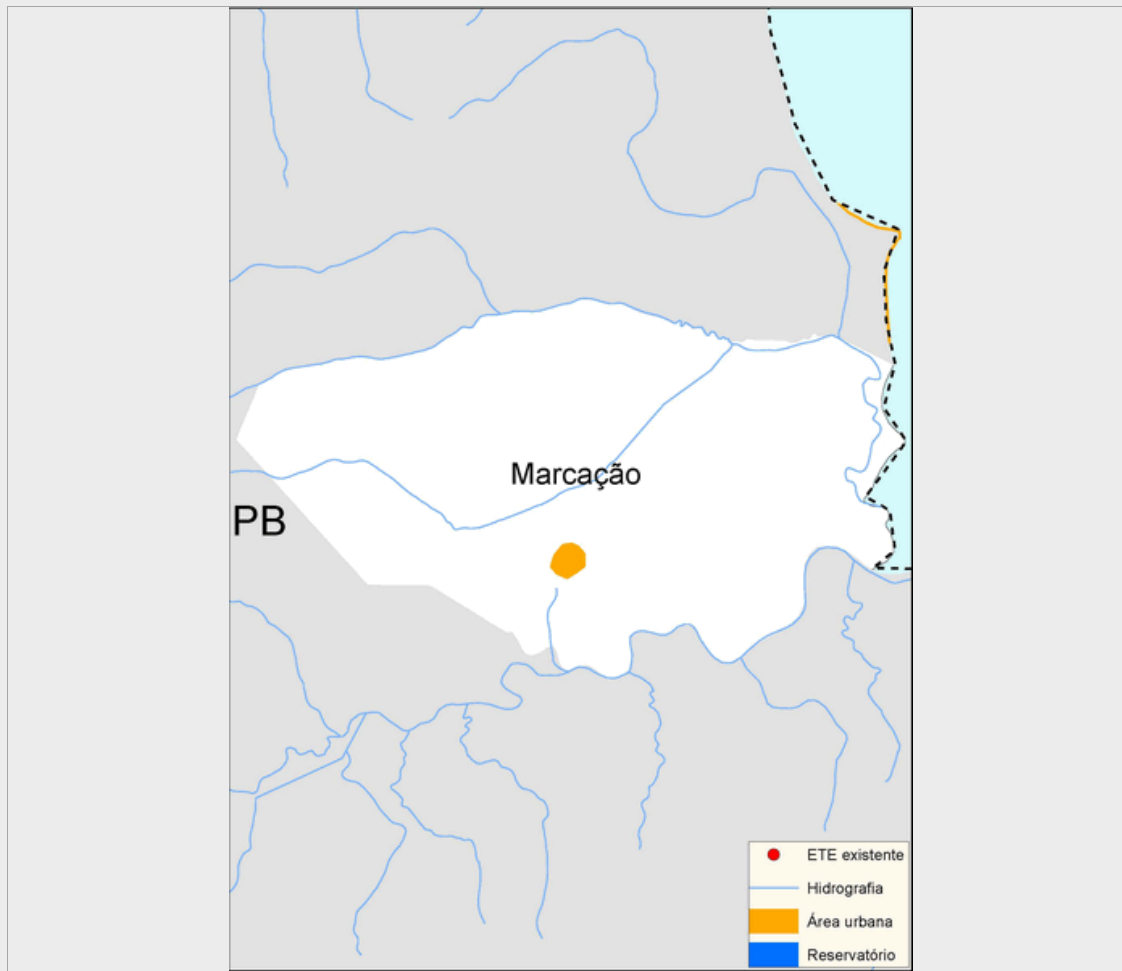 Marcação
PB
ETE existente
Hidrografia
Área urbana
Reservatório